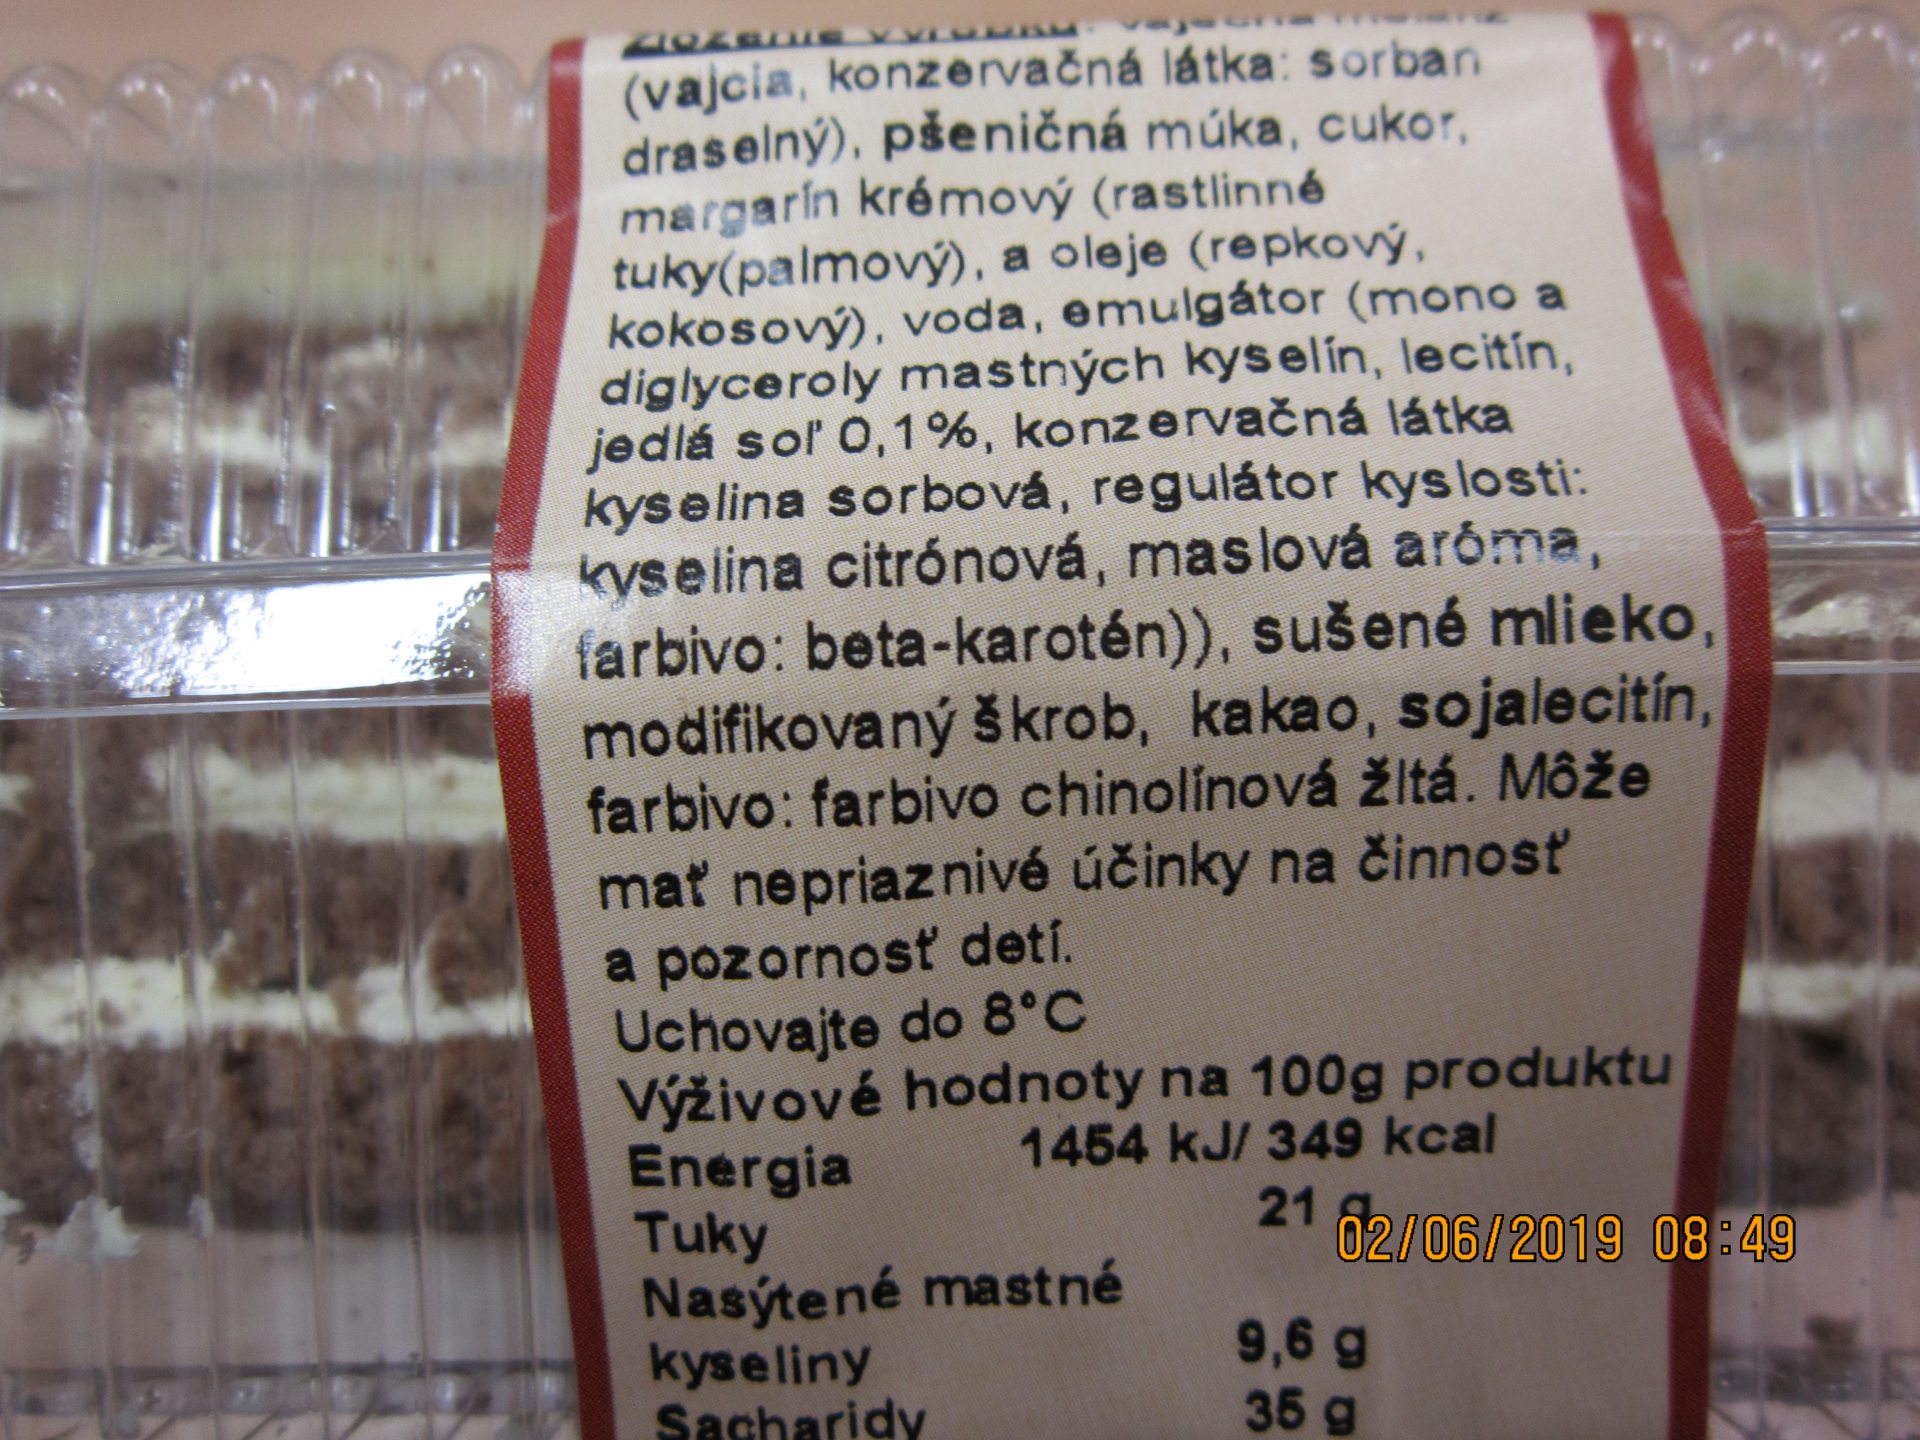 Zloženie výrobku: vaječná melanž
(vajcia, konzervačná látka: sorban
draselný), pšeničná múka, cukor,
margarín krémový (rastlinné
tuky(palmový), a oleje (repkový,
kokosový), voda, emulgátor (mono a
diglyceroly mastných kyselín, lecitín,
jedlá soľ 0,1%, konzervačná látka
kyselina sorbová, regulátor kyslosti:
kyselina citrónová, maslová aróma,
farbivo: beta-karotén)), sušené mlieko,
modifikovaný škrob, kakao, sojalecitín,
farbivo: farbivo chinolínová žltá. Môže
mať nepriaznivé účinky na činnosť
a pozornosť detí.
Uchovajte do 8°C
Výživové hodnoty na 100g produktu
Energia 1454 kJ/ 349 kcal
Tuky 21 g
Nasýtené mastné
kyseliny 9,6 g
Sacharidy 35 g
02/06/2019 08:49